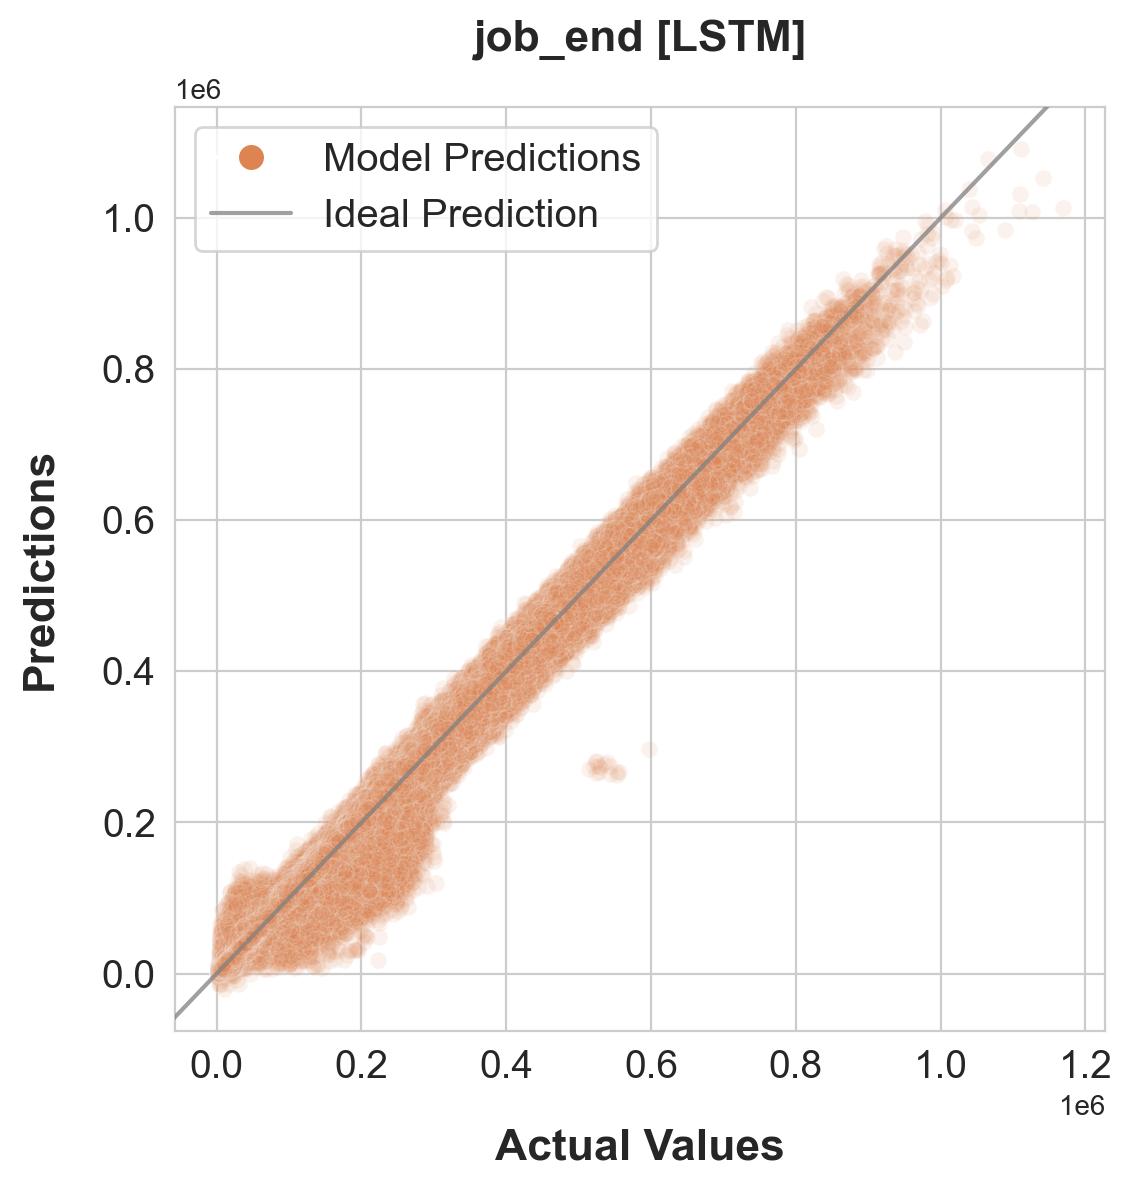 job_end [LSTM]
1e6
Model Predictions
Ideal Prediction
1.0
0.8
0.6
0.4
0.2
0.0
Predictions
0.0 0.2 0.4 0.6 0.8 1.0 1.2
1e6
Actual Values